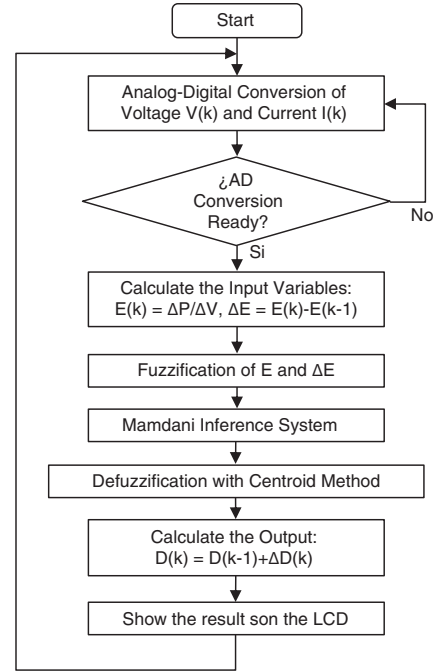 Start
Analog-Digital Conversion of
Voltage V(k) and Current I(k)
¿AD
Conversion
Ready?
No
Si
Calculate the Input Variables:
E(k) = ΔP/ΔV, ΔE = E(k)-E(k-1)
Fuzzification of E and ΔE
Mamdani Inference System
Defuzzification with Centroid Method
Calculate the Output:
D(k) = D(k-1)+ΔD(k)
Show the result son the LCD